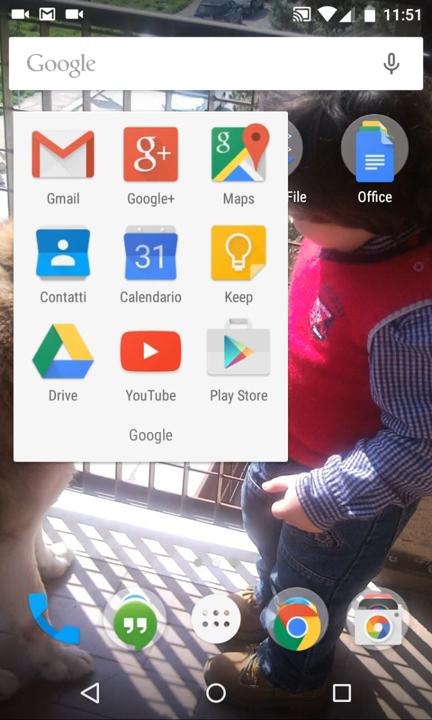 11:51
Google
Gmail Google+ Maps
File Office
Contatti Calendario Keep
31
Drive YouTube Play Store
Google